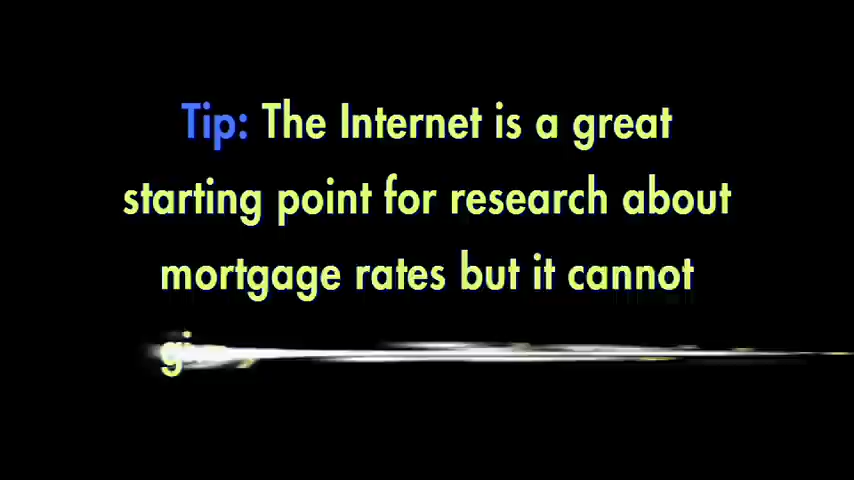 Tip: The Internet is a great
starting point for research about
mortgage rates but it cannot